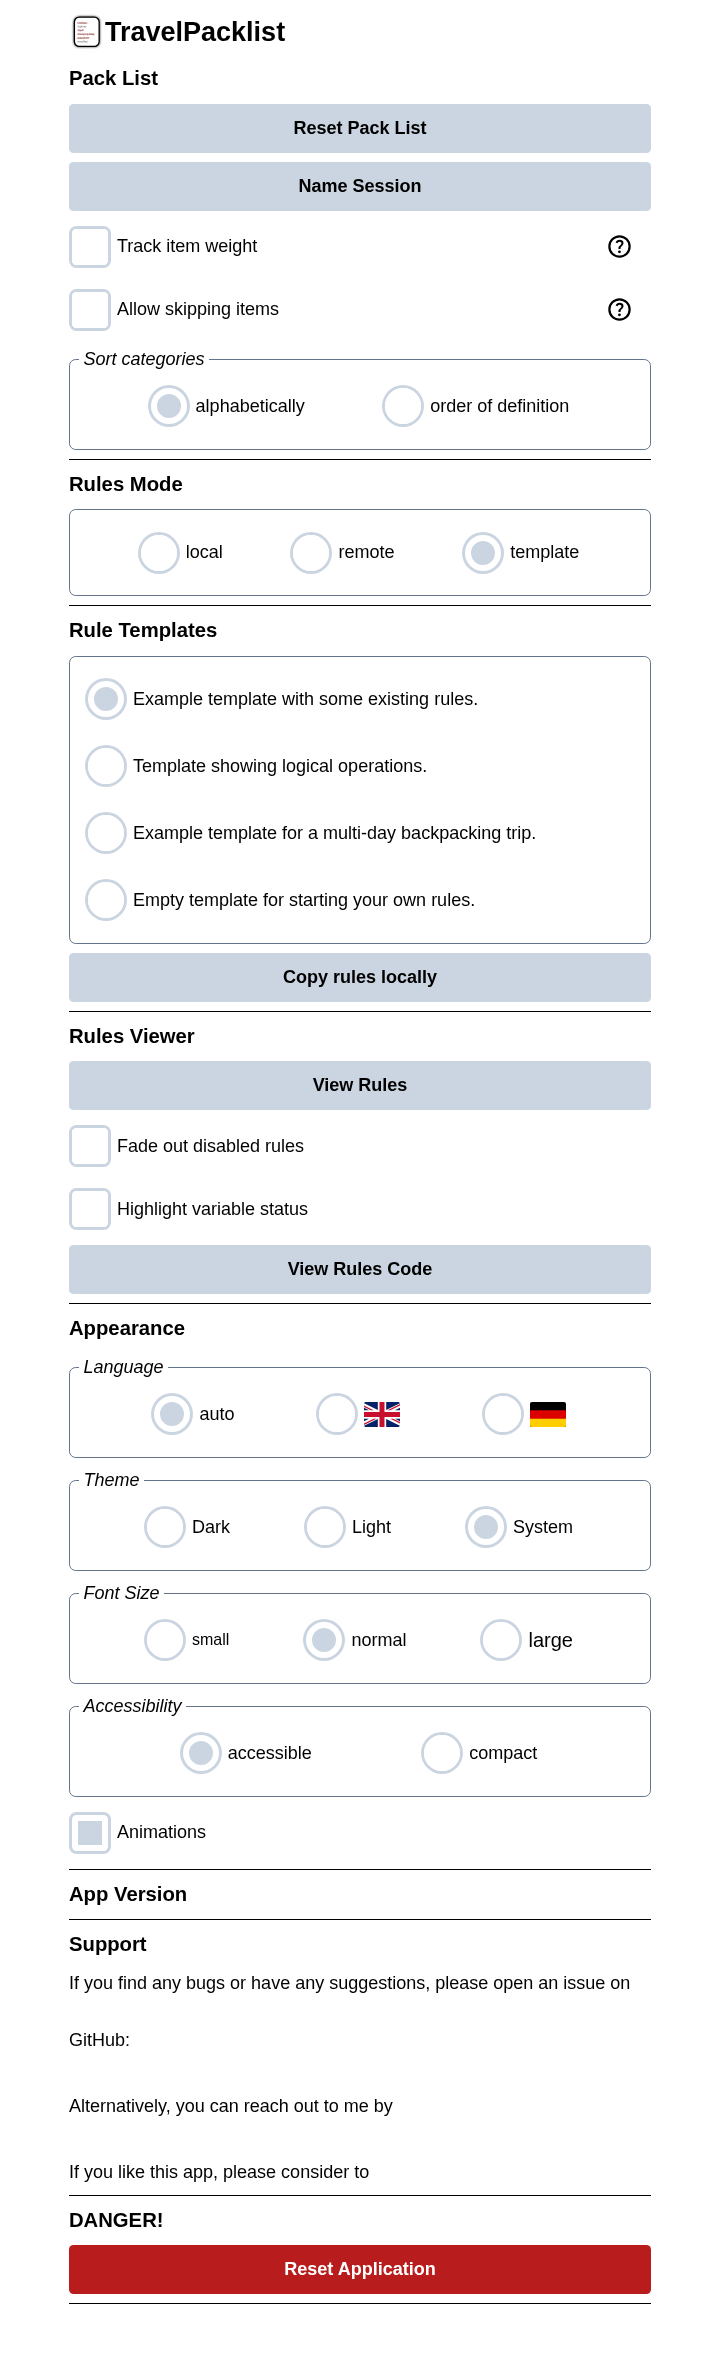 TravelPacklist
Pack List
Reset Pack List
Name Session
Track item weight
Allow skipping items
Sort categories
alphabetically order of definition
Rules Mode
local remote template
Rule Templates
Example template with some existing rules.
Template showing logical operations.
Example template for a multi-day backpacking trip.
Empty template for starting your own rules.
Copy rules locally
Rules Viewer
View Rules
Fade out disabled rules
Highlight variable status
View Rules Code
Appearance
Language
auto
Theme
Dark Light System
Font Size
small normal large
Accessibility
accessible compact
Animations
App Version
Support
If you find any bugs or have any suggestions, please open an issue on
GitHub:
Alternatively, you can reach out to me by
If you like this app, please consider to
DANGER!
Reset Application